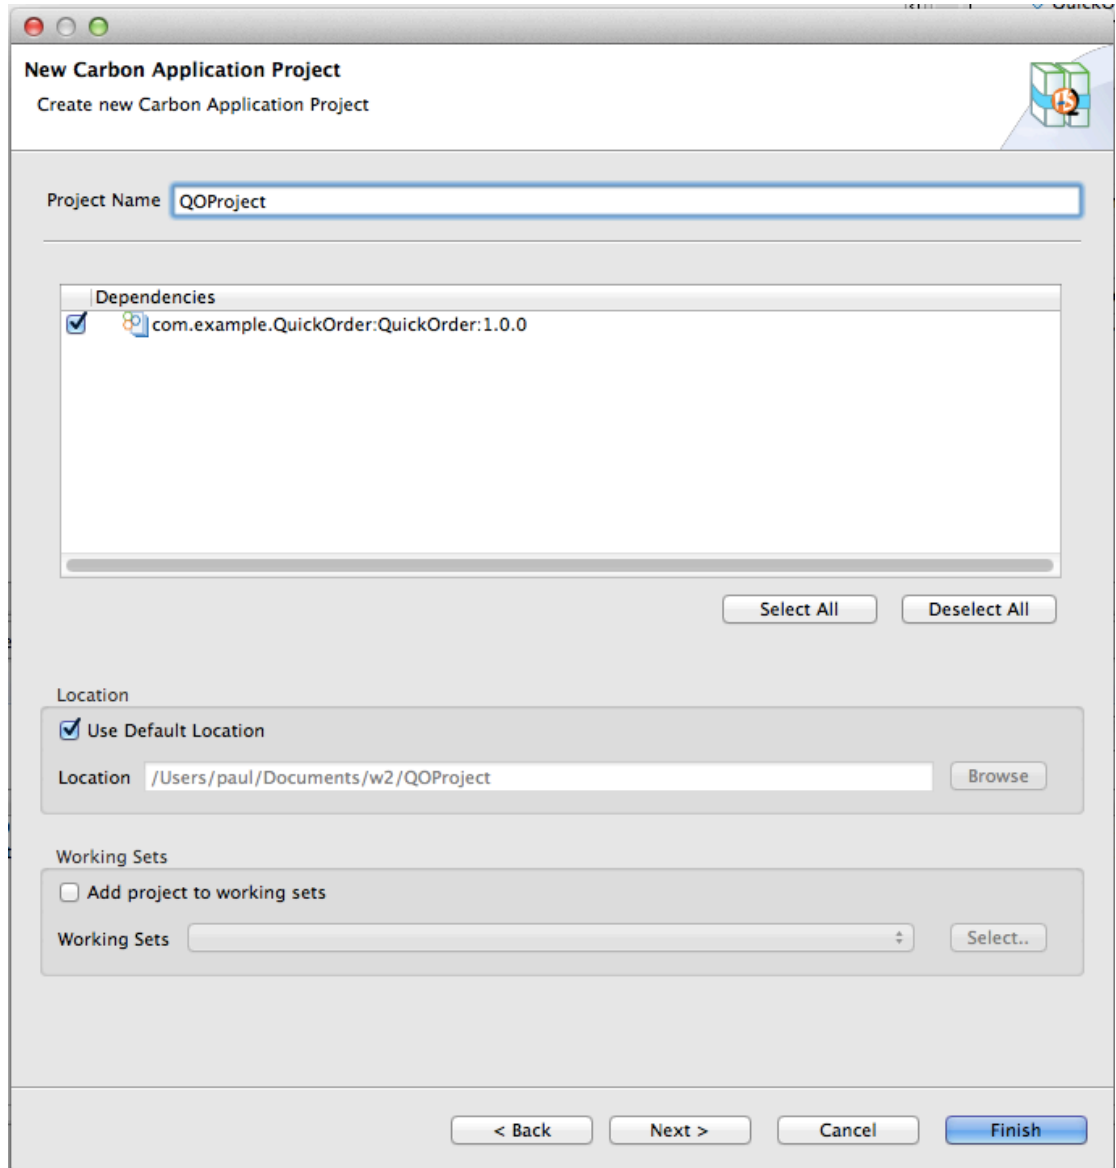 New Carbon Application Project
Create new Carbon Application Project
Project Name QOProject
Dependencies
com.example.QuickOrder:QuickOrder:1.0.0
Select All Deselect All
Location
Use Default Location
Location /Users/paul/Documents/w2/QOProject Browse
Working Sets
Add project to working sets
Working Sets Select..
< Back Next > Cancel Finish